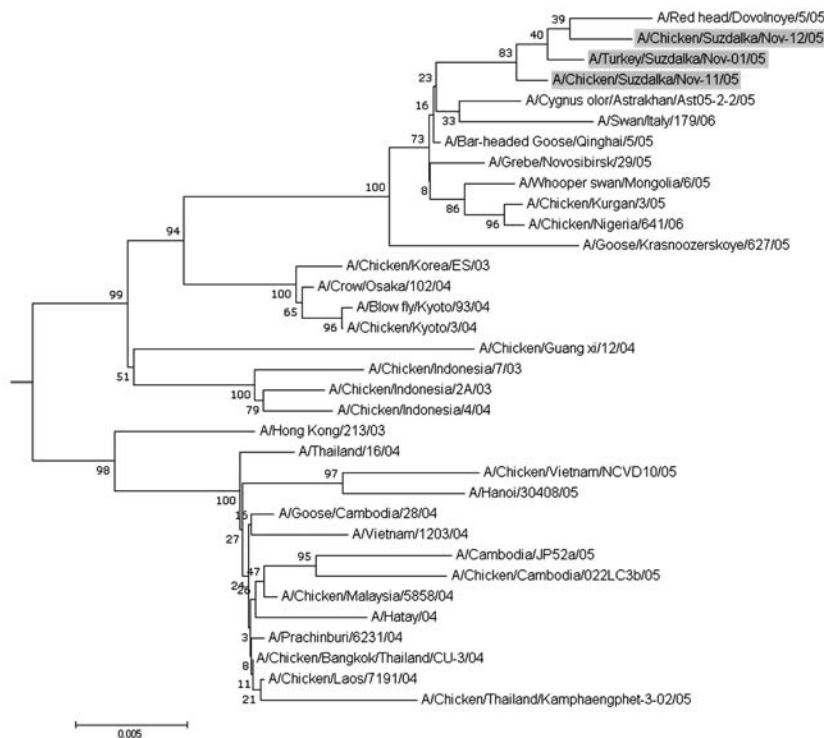 39
A/Red head/Dovolnoye/5/05
40
A/Chicken/Suzdalka/Nov-12/05
83
A/Turkey/Suzdalka/Nov-01/05
23
A/Chicken/Suzdalka/Nov-11/05
16
A/Cygnus olor/Astrakhan/Ast05-2-2/05
33
A/Swan/Italy/179/06
73
A/Bar-headed Goose/Qinghai/5/05
A/Grebe/Novosibirsk/29/05
8
A/Whooper swan/Mongolia/6/05
100
86
A/Chicken/Kurgan/3/05
96
A/Chicken/Nigeria/641/06
94
A/Goose/Krasnoozerskoye/627/05
A/Chicken/Korea/ES/03
99
100
A/Crow/Osaka/102/04
65
A/Blow fly/Kyoto/93/04
96
A/Chicken/Kyoto/3/04
A/Chicken/Guang xi/12/04
51
A/Chicken/Indonesia/7/03
100
A/Chicken/Indonesia/2A/03
79
A/Chicken/Indonesia/4/04
A/Hong Kong/213/03
98
A/Thailand/16/04
97
A/Chicken/Vietnam/NCVD10/05
100
A/Hanoi/30408/05
15
A/Goose/Cambodia/28/04
27
A/Vietnam/1203/04
95
A/Cambodia/JP52a/05
47
A/Chicken/Cambodia/022LC3b/05
24
26
A/Chicken/Malaysia/5858/04
A/Hatay/04
3
A/Prachinburi/6231/04
8
A/Chicken/Bangkok/Thailand/CU-3/04
11
A/Chicken/Laos/7191/04
21
A/Chicken/Thailand/Kamphaengphet-3-02/05
0.005